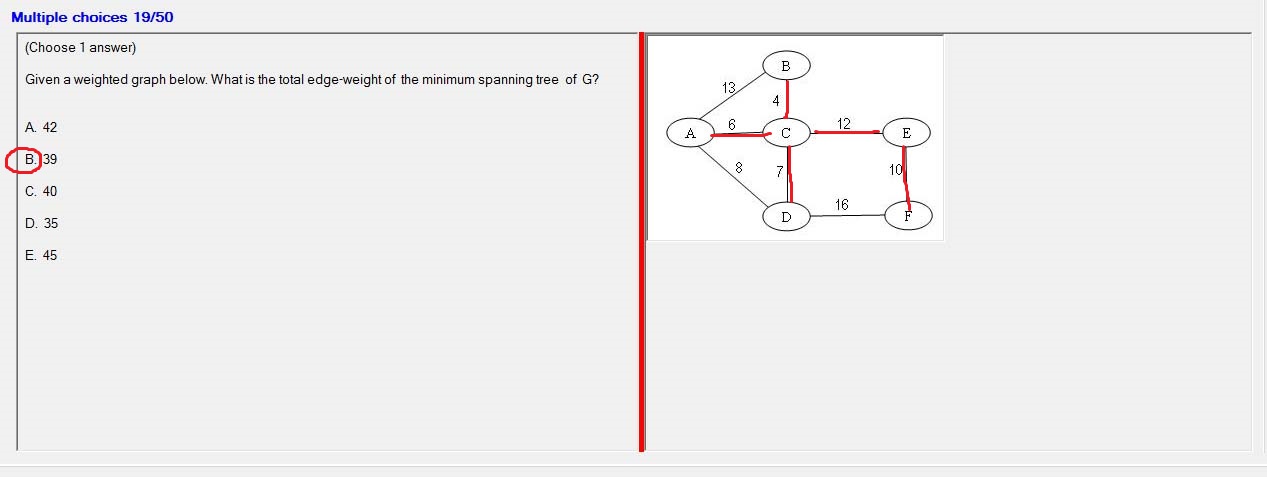 Multiple choices 19/50
(Choose 1 answer)
Given a weighted graph below. What is the total edge-weight of the minimum spanning tree of G?
A. 42
B. 39
C. 40
D. 35
E. 45
B
13
4
A
6
C
12
E
8
7
10
D
16
F